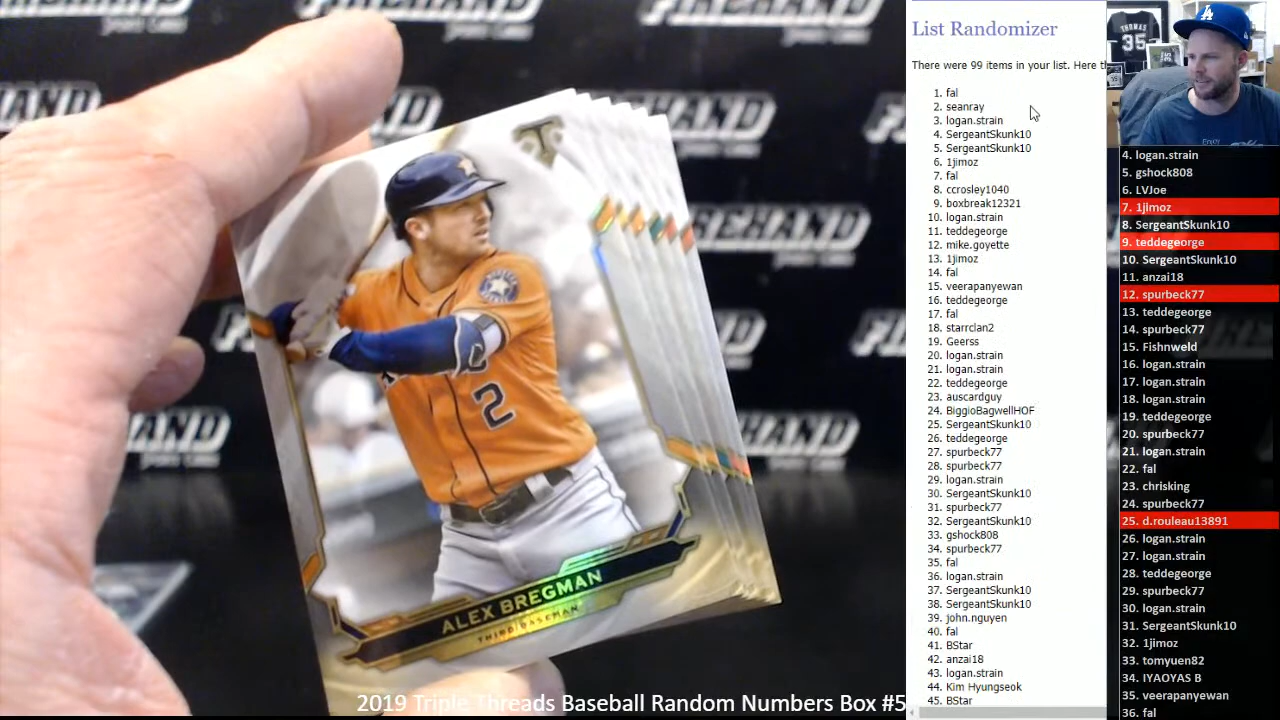 FIREHAND
FIREHAND
FIREHAND
FIREHAND
SPORTS CARDS
TT
2
ALEX BREGMAN
THIRD BASEMAN
2019 Triple Threads Baseball Random Numbers Box #5
List Randomizer
There were 99 items in your list. Here th
1. fal
2. seanray
3. logan.strain
4. SergeantSkunk10
5. SergeantSkunk10
6. 1jimoz
7. fal
8. ccrosley1040
9. boxbreak12321
10. logan.strain
11. teddegeorge
12. mike.goyette
13. 1jimoz
14. fal
15. veerapanyewan
16. teddegeorge
17. fal
18. starrclan2
19. Geerss
20. logan.strain
21. logan.strain
22. teddegeorge
23. auscardguy
24. BiggioBagwellHOF
25. SergeantSkunk10
26. teddegeorge
27. spurbeck77
28. spurbeck77
29. logan.strain
30. SergeantSkunk10
31. spurbeck77
32. SergeantSkunk10
33. gshock808
34. spurbeck77
35. fal
36. logan.strain
37. SergeantSkunk10
38. SergeantSkunk10
39. john.nguyen
40. fal
41. BStar
42. anzai18
43. logan.strain
44. Kim Hyungseok
45. BStar
THOMAS
35
LA
Enjoy
4. logan.strain
5. gshock808
6. LVJoe
7. 1jimoz
8. SergeantSkunk10
9. teddegeorge
10. SergeantSkunk10
11. anzai18
12. spurbeck77
13. teddegeorge
14. spurbeck77
15. Fishnweld
16. logan.strain
17. logan.strain
18. logan.strain
19. teddegeorge
20. spurbeck77
21. logan.strain
22. fal
23. chrisking
24. spurbeck77
25. d.rouleau13891
26. logan.strain
27. logan.strain
28. teddegeorge
29. spurbeck77
30. logan.strain
31. SergeantSkunk10
32. 1jimoz
33. tomyuen82
34. IYAOYAS B
35. veerapanyewan
36. fal